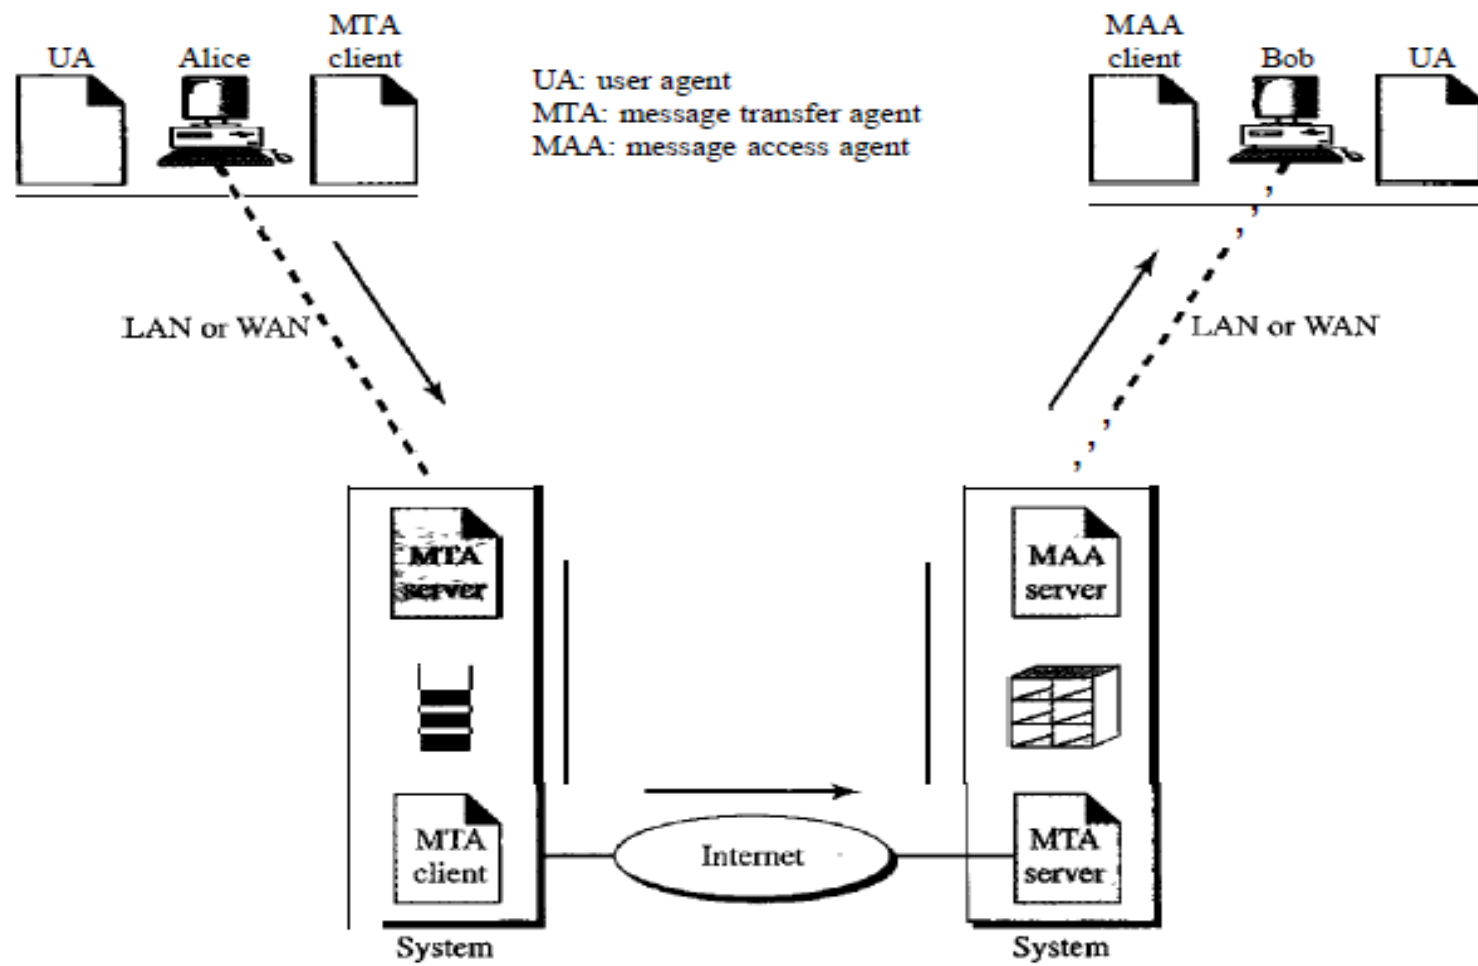 MTA
client
UA
Alice
UA: user agent
MTA: message transfer agent
MAA: message access agent
MAA
client
Bob
UA
LAN or WAN
LAN or WAN
MTA
server
MAA
server
MTA
client
Internet
MTA
server
System
System